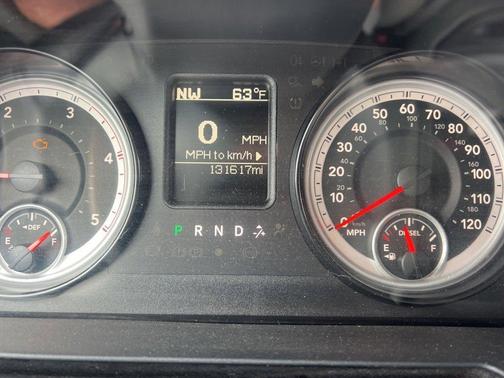 NW 63°F
0 MPH
MPH to km/h
131617mi
P R N D
2 3 4 5
DEF
E F
0 10 20 30 40 50 60 70 80 90 100 110 120
MPH
DIESEL
E F